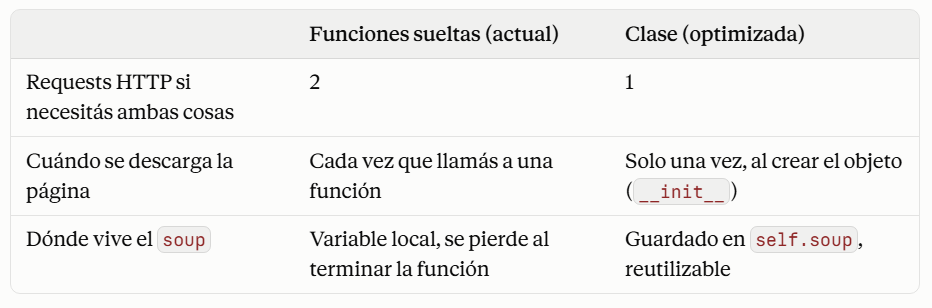 Funciones sueltas (actual) Clase (optimizada)
Requests HTTP si 2 1
necesitás ambas cosas
Cuándo se descarga la Cada vez que llamás a una Solo una vez, al crear el objeto
página función (__init__)
Dónde vive el soup Variable local, se pierde al Guardado en self.soup,
terminar la función reutilizable